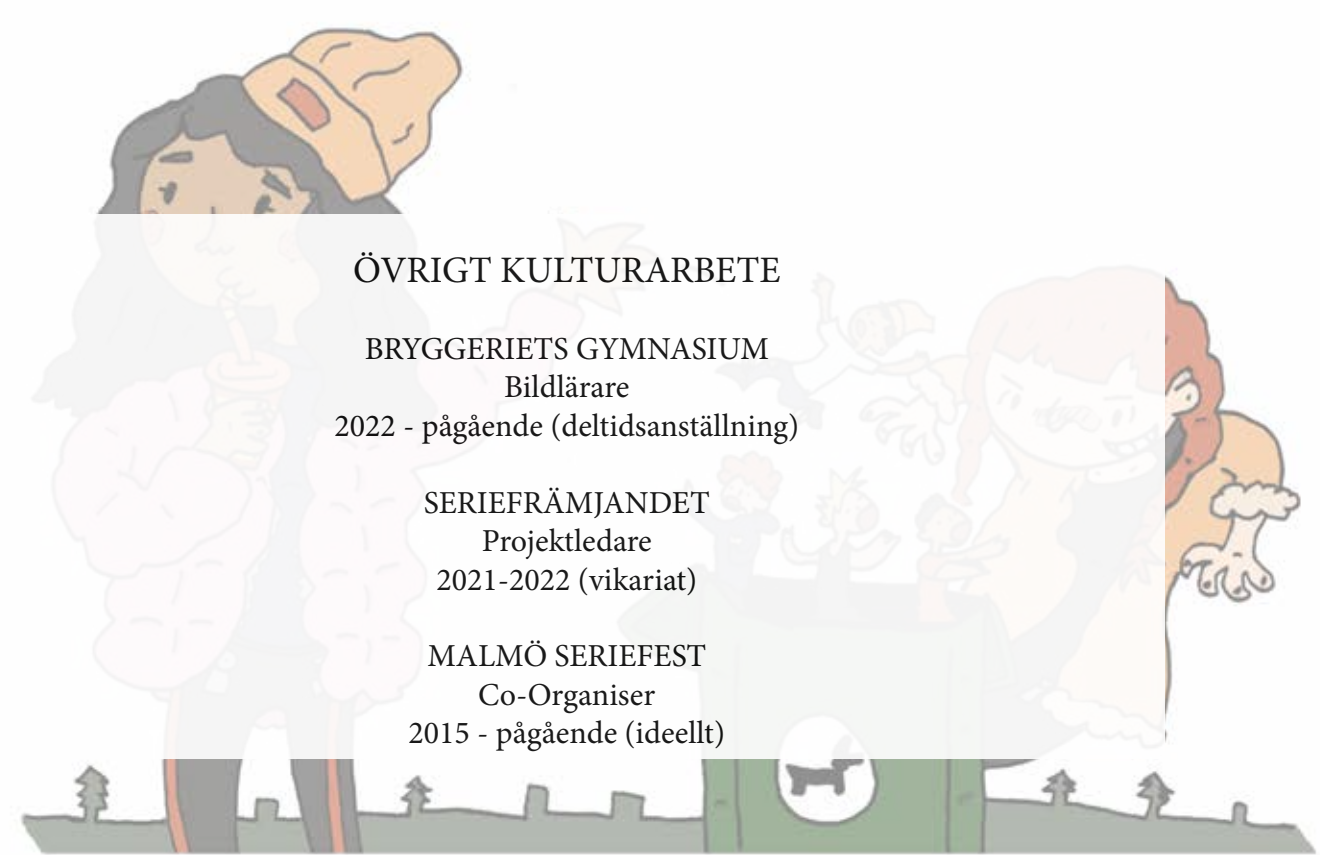 ÖVRIGT KULTURARBETE
BRYGGERIETS GYMNASIUM
Bildlärare
2022 - pågående (deltidsanställning)
SERIEFRÄMJANDET
Projektledare
2021-2022 (vikariat)
MALMÖ SERIEFEST
Co-Organiser
2015 - pågående (ideellt)